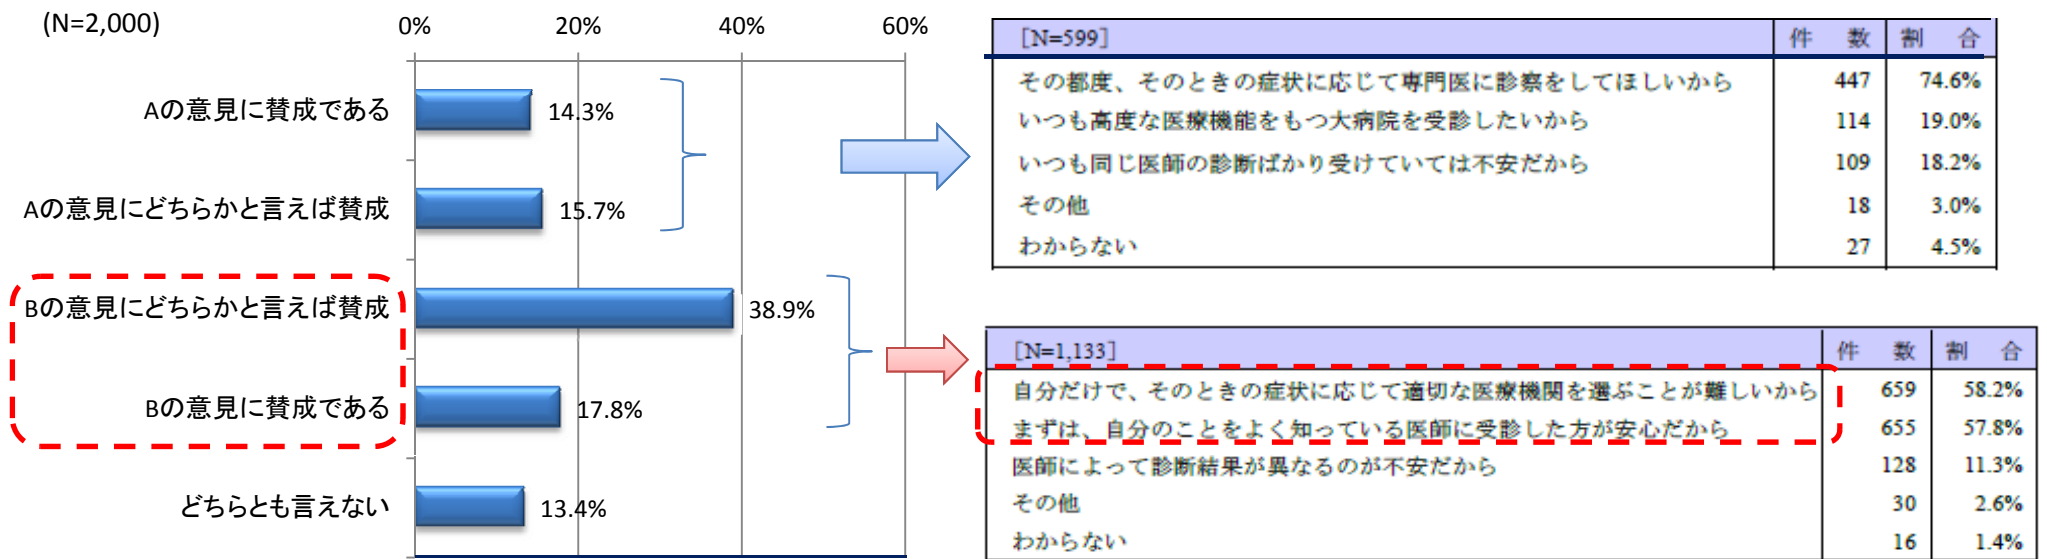 (N=2,000)
0% 20% 40% 60%
Aの意見に賛成である 14.3%
Aの意見にどちらかと言えば賛成 15.7%
Bの意見にどちらかと言えば賛成 38.9%
Bの意見に賛成である 17.8%
どちらとも言えない 13.4%
[N=599] 件 数 割 合
その都度、そのときの症状に応じて専門医に診察をしてほしいから 447 74.6%
いつも高度な医療機能をもつ大病院を受診したいから 114 19.0%
いつも同じ医師の診断ばかり受けていては不安だから 109 18.2%
その他 18 3.0%
わからない 27 4.5%
[N=1,133] 件 数 割 合
自分だけで、そのときの症状に応じて適切な医療機関を選ぶことが難しいから 659 58.2%
まずは、自分のことをよく知っている医師に受診した方が安心だから 655 57.8%
医師によって診断結果が異なるのが不安だから 128 11.3%
その他 30 2.6%
わからない 16 1.4%